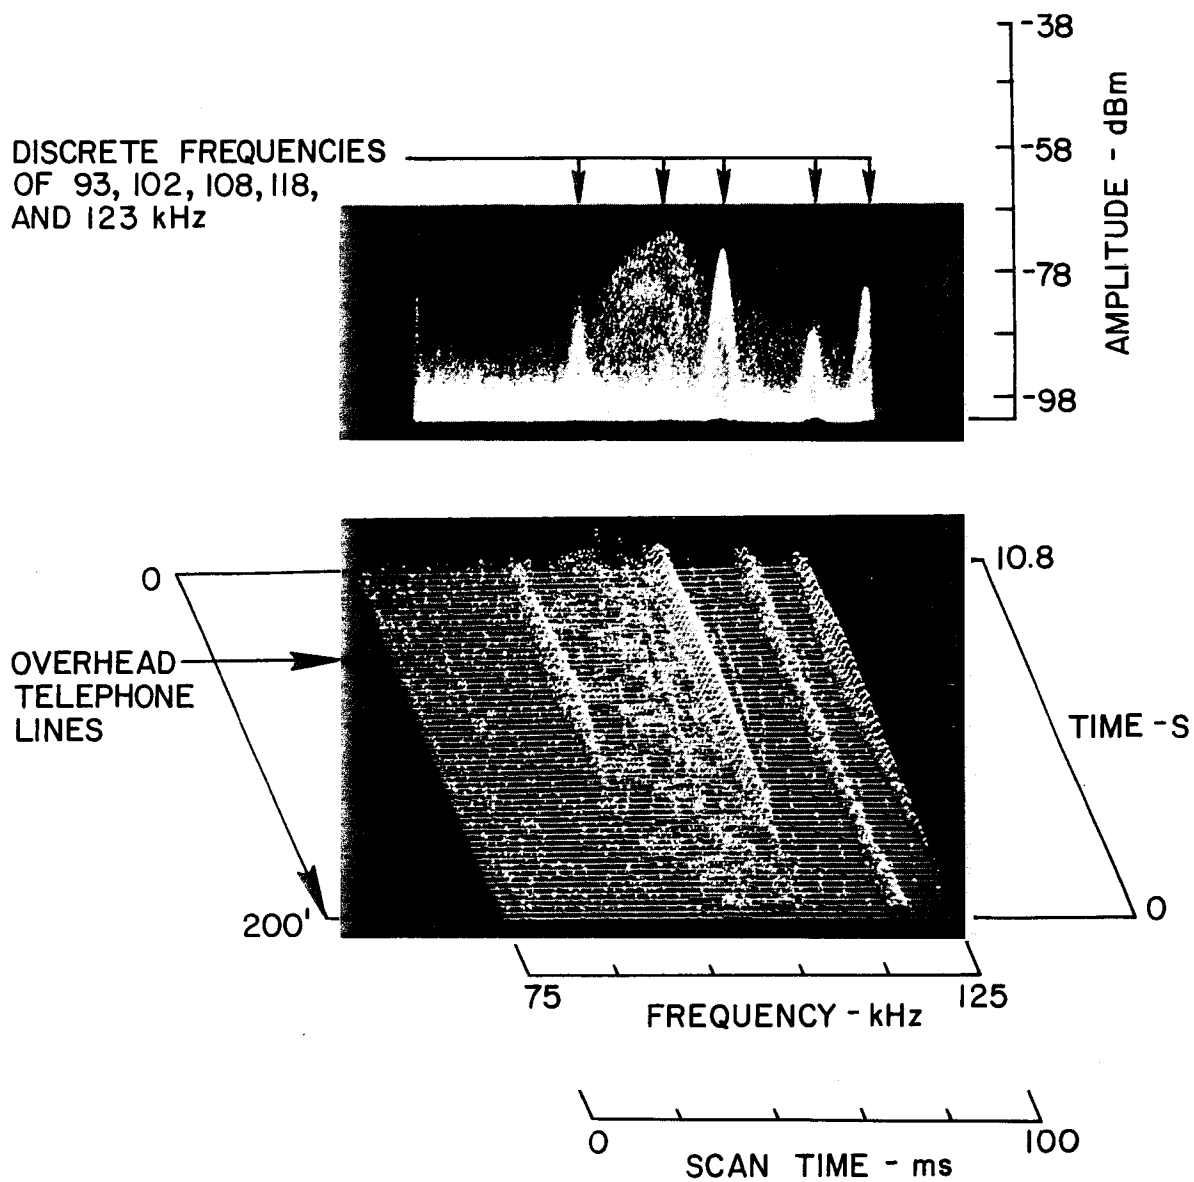 -38
DISCRETE FREQUENCIES
OF 93, 102, 108, 118,
AND 123 kHz
-58
-78
-98
AMPLITUDE - dBm
0
10.8
OVERHEAD
TELEPHONE
LINES
TIME - S
200'
0
75
125
FREQUENCY - kHz
0
100
SCAN TIME - ms